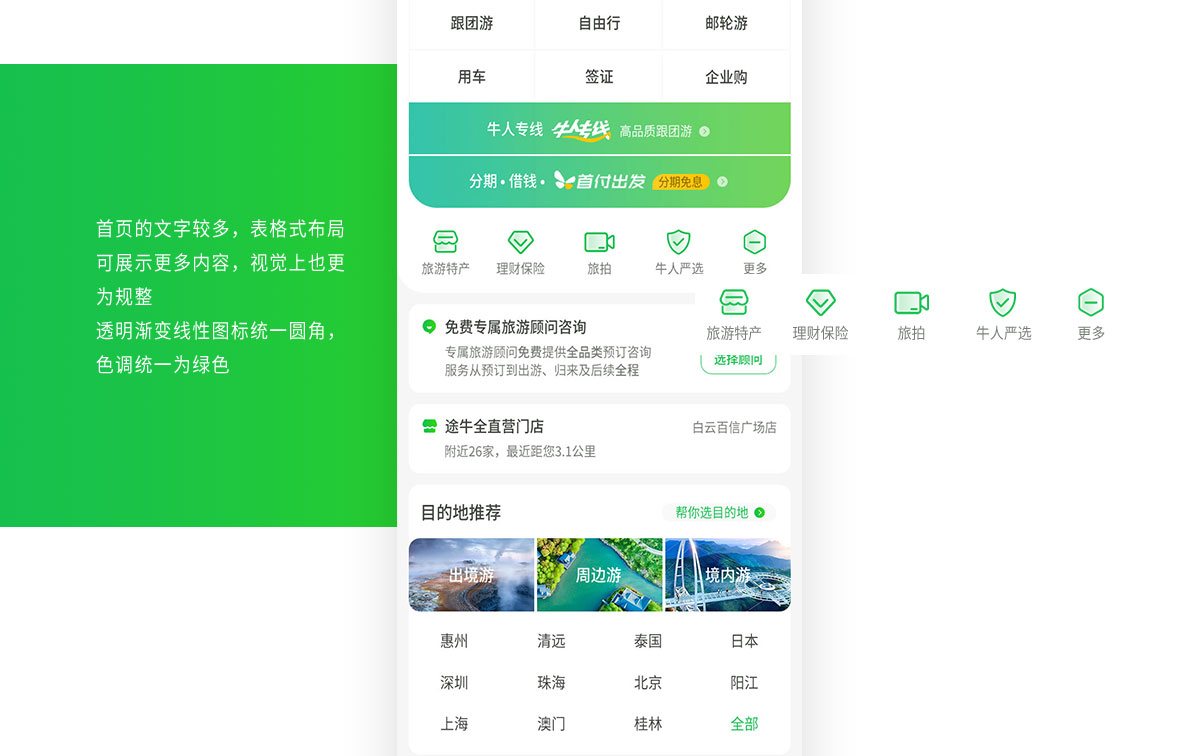 跟团游 自由行 邮轮游
用车 签证 企业购
牛人专线 牛人专线 高品质跟团游
分期•借钱• 首付出发 分期免息
首页的文字较多，表格式布局
可展示更多内容，视觉上也更
为规整
透明渐变线性图标统一圆角，
色调统一为绿色
旅游特产 理财保险 旅拍 牛人严选 更多
旅游特产 理财保险 旅拍 牛人严选 更多
免费专属旅游顾问咨询
专属旅游顾问免费提供全品类预订咨询
服务从预订到出游、归来及后续全程
选择顾问
途牛全直营门店 白云百信广场店
附近26家，最近距您3.1公里
目的地推荐 帮你选目的地
出境游 周边游 境内游
惠州 清远 泰国 日本
深圳 珠海 北京 阳江
上海 澳门 桂林 全部